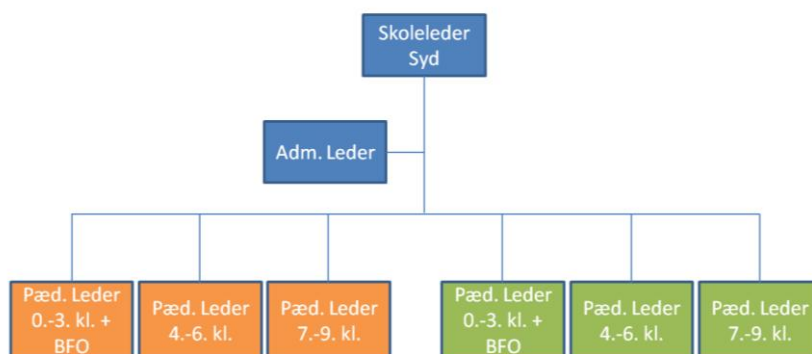 Skoleleder
Syd
Adm. Leder
Pæd. Leder
0.-3. kl. +
BFO
Pæd. Leder
4.-6. kl.
Pæd. Leder
7.-9. kl.
Pæd. Leder
0.-3. kl. +
BFO
Pæd. Leder
4.-6. kl.
Pæd. Leder
7.-9. kl.